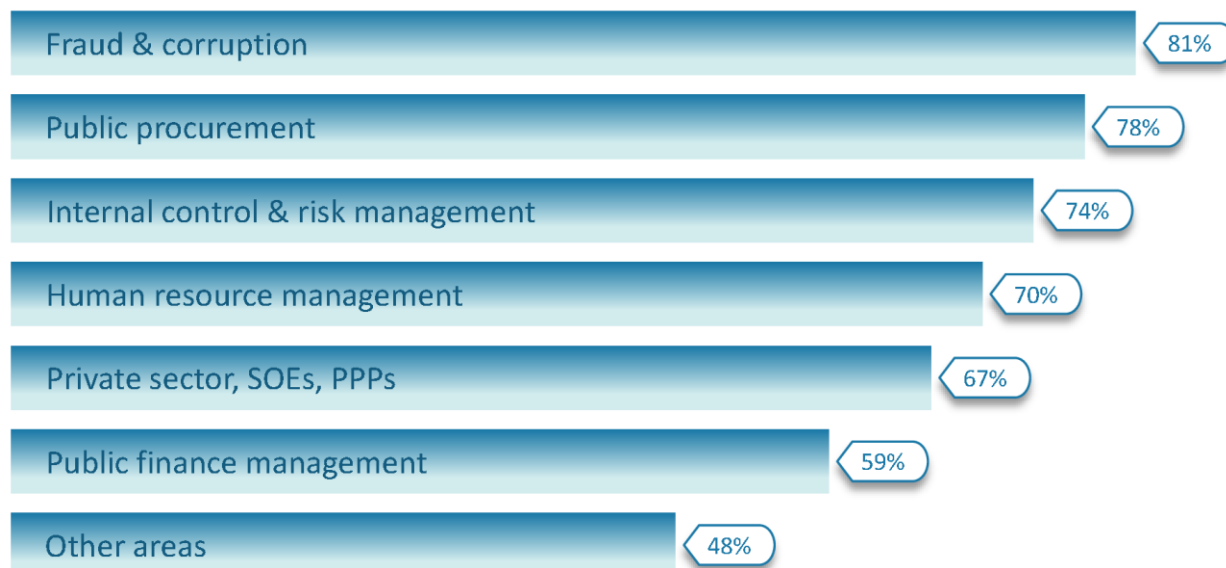 Fraud & corruption 81%
Public procurement 78%
Internal control & risk management 74%
Human resource management 70%
Private sector, SOEs, PPPs 67%
Public finance management 59%
Other areas 48%